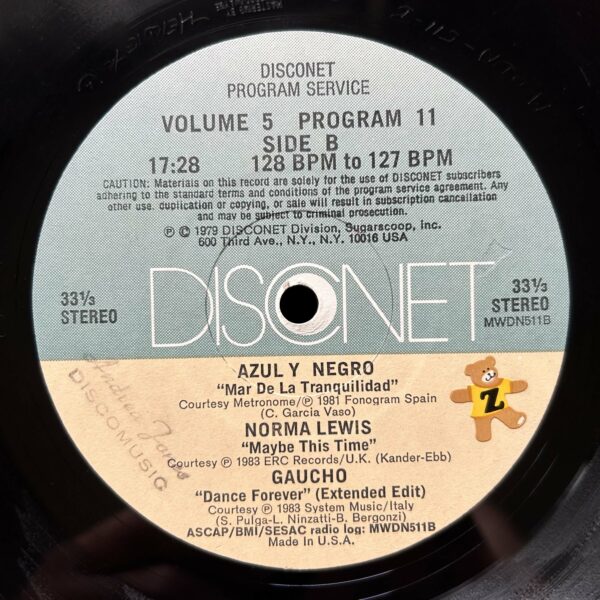 DISCONET
PROGRAM SERVICE
VOLUME 5 PROGRAM 11
SIDE B
17:28 128 BPM to 127 BPM
CAUTION: Materials on this record are solely for the use of DISCONET subscribers
adhering to the standard terms and conditions of the program service agreement. Any
other use, duplication or copying, or sale will result in subscription cancellation
and may be subject to criminal prosecution.
Ⓟ © 1979 DISCONET Division, Sugarscoop, inc.
600 Third Ave., N.Y., N.Y. 10016 USA
33⅓
STEREO
DISCONET
33⅓
STEREO
MWDN511B
AZUL Y NEGRO
"Mar De La Tranquilidad"
Courtesy Metronome/Ⓟ 1981 Fonogram Spain
(C. Garcia Vaso)
Z
NORMA LEWIS
"Maybe This Time"
Courtesy Ⓟ 1983 ERC Records/U.K. (Kander-Ebb)
GAUCHO
"Dance Forever" (Extended Edit)
Courtesy Ⓟ 1983 System Music/Italy
(S. Pulga-L. Ninzatti-B. Bergonzi)
ASCAP/BMI/SESAC radio log: MWDN511B
Made in U.S.A.
DISCOMUSIC